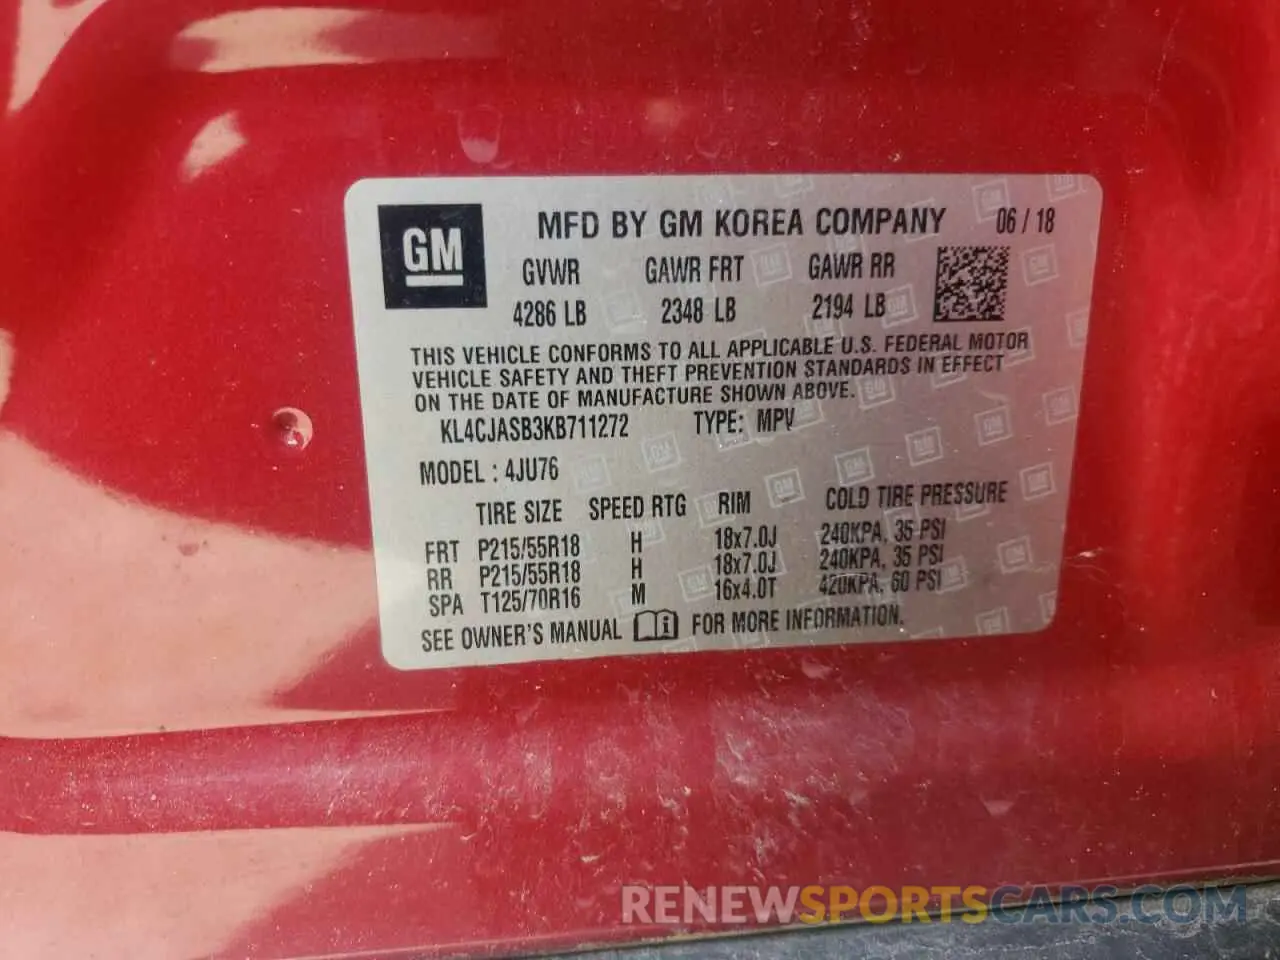 GM
MFD BY GM KOREA COMPANY 06 / 18
GVWR GAWR FRT GAWR RR
4286 LB 2348 LB 2194 LB
THIS VEHICLE CONFORMS TO ALL APPLICABLE U.S. FEDERAL MOTOR
VEHICLE SAFETY AND THEFT PREVENTION STANDARDS IN EFFECT
ON THE DATE OF MANUFACTURE SHOWN ABOVE.
KL4CJASB3KB711272 TYPE: MPV
MODEL : 4JU76
TIRE SIZE SPEED RTG RIM COLD TIRE PRESSURE
FRT P215/55R18 H 18x7.0J 240KPA, 35 PSI
RR P215/55R18 H 18x7.0J 240KPA, 35 PSI
SPA T125/70R16 M 16x4.0T 420KPA, 60 PSI
SEE OWNER'S MANUAL FOR MORE INFORMATION.
RENEWSPORTSCARS.COM